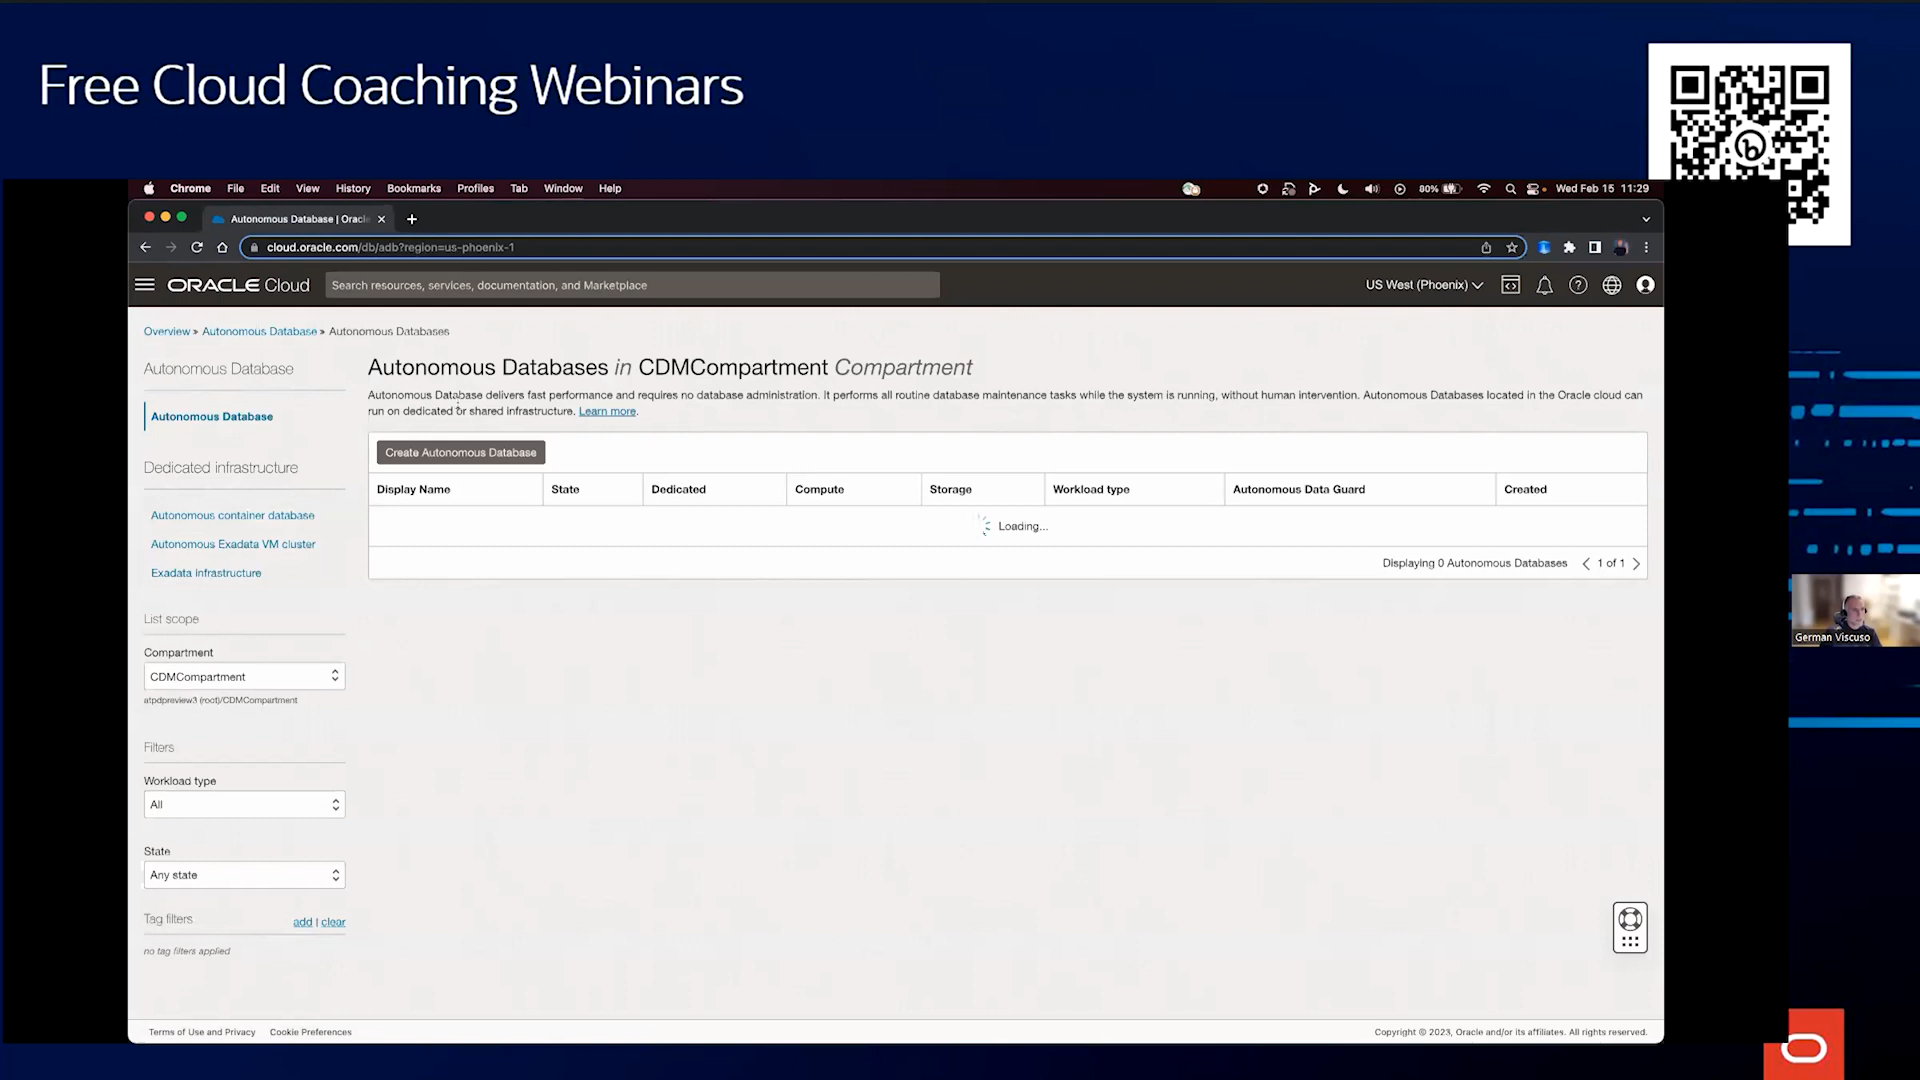 Free Cloud Coaching Webinars
Chrome File Edit View History Bookmarks Profiles Tab Window Help 80% Wed Feb 15 11:29
Autonomous Database | Oracle
cloud.oracle.com/db/adb?region=us-phoenix-1
ORACLE Cloud Search resources, services, documentation, and Marketplace US West (Phoenix)
Overview » Autonomous Database » Autonomous Databases
Autonomous Database
Autonomous Database
Dedicated infrastructure
Autonomous container database
Autonomous Exadata VM cluster
Exadata infrastructure
List scope
Compartment
CDMCompartment
atpdpreview3 (root)/CDMCompartment
Filters
Workload type
All
State
Any state
Tag filters add | clear
no tag filters applied
Autonomous Databases in CDMCompartment Compartment
Autonomous Database delivers fast performance and requires no database administration. It performs all routine database maintenance tasks while the system is running, without human intervention. Autonomous Databases located in the Oracle cloud can
run on dedicated or shared infrastructure. Learn more.
Create Autonomous Database
Display Name State Dedicated Compute Storage Workload type Autonomous Data Guard Created
Loading...
Displaying 0 Autonomous Databases < 1 of 1 >
German Viscuso
Terms of Use and Privacy Cookie Preferences Copyright © 2023, Oracle and/or its affiliates. All rights reserved.